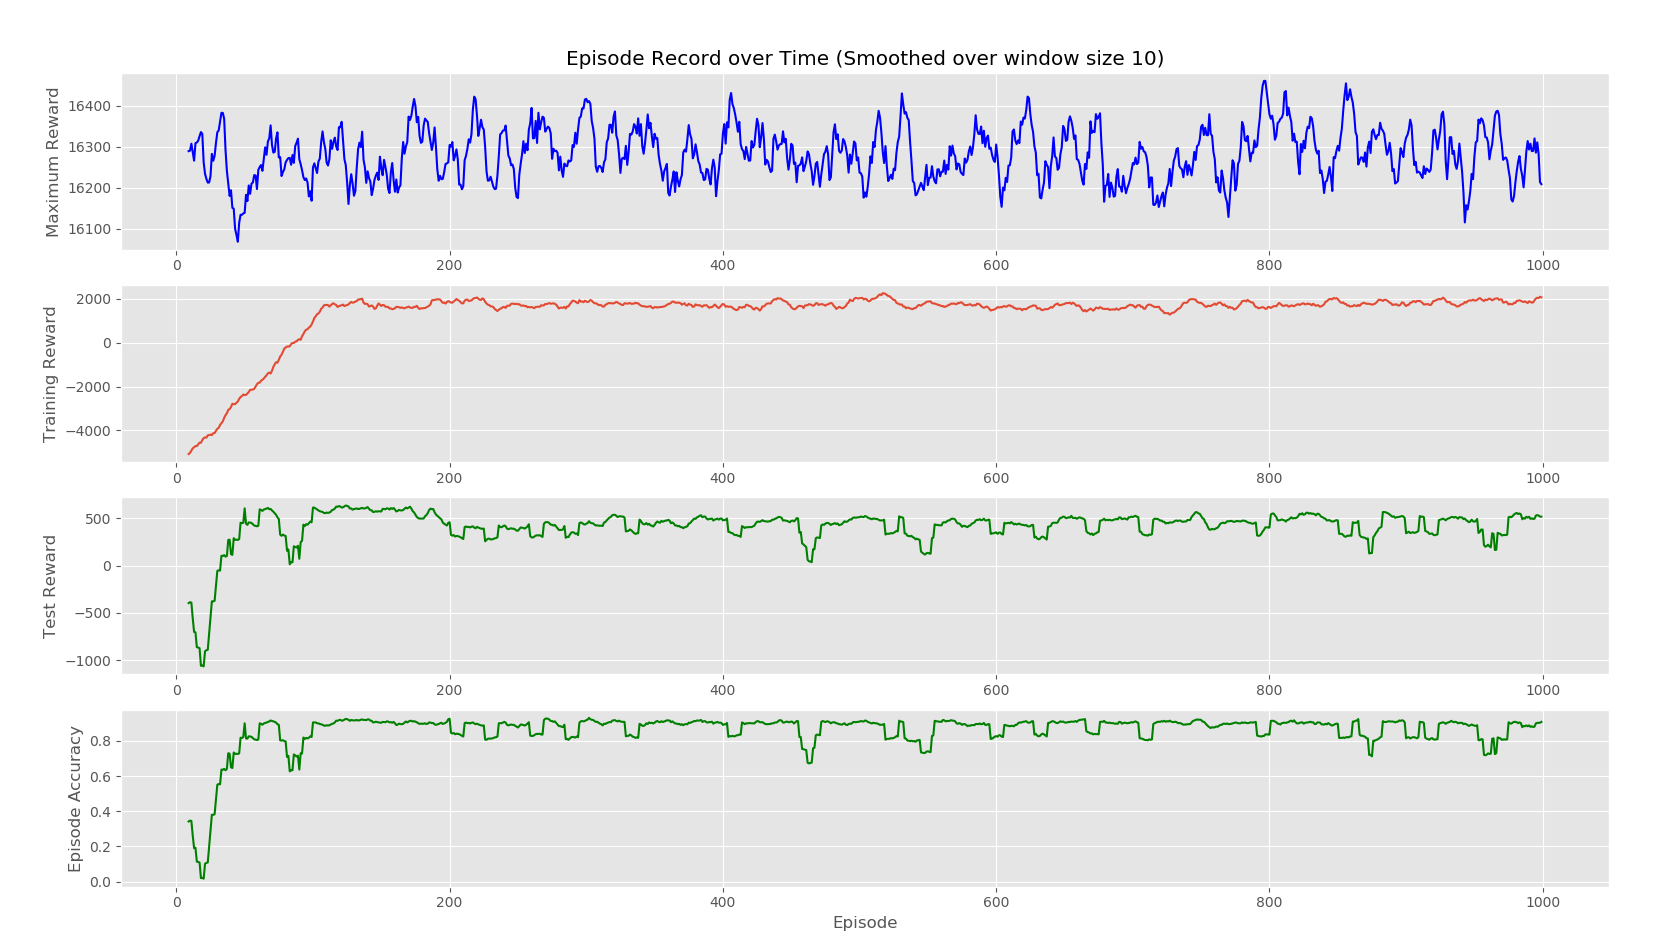 Episode Record over Time (Smoothed over window size 10)
Maximum Reward
16400
16300
16200
16100
0 200 400 600 800 1000
Training Reward
2000
0
−2000
−4000
0 200 400 600 800 1000
Test Reward
500
0
−500
−1000
0 200 400 600 800 1000
Episode Accuracy
0.8
0.6
0.4
0.2
0.0
0 200 400 600 800 1000
Episode